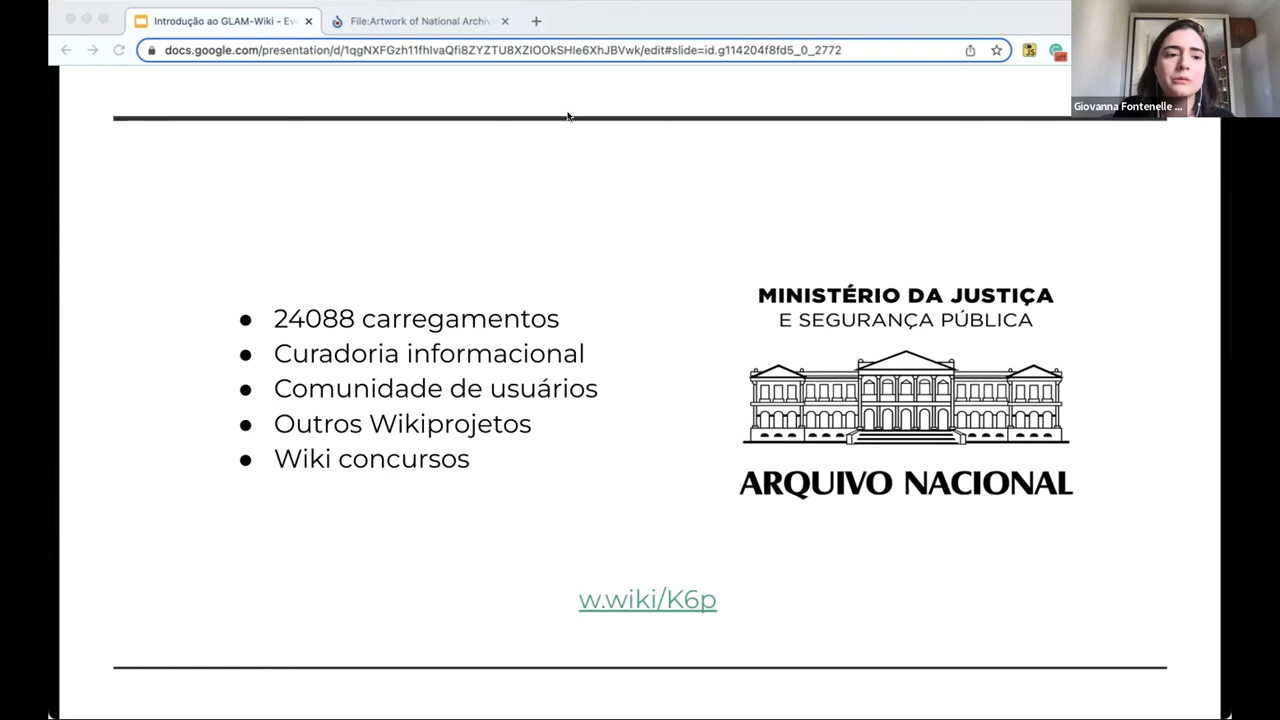 Introdução ao GLAM-Wiki - Eve
File:Artwork of National Archiv
docs.google.com/presentation/d/1qgNXFGzh11fhIvaQfi8ZYZTU8XZIOOkSHIe6XhJBVwk/edit#slide=id.g114204f8fd5_0_2772
Giovanna Fontenelle ...
● 24088 carregamentos
● Curadoria informacional
● Comunidade de usuários
● Outros Wikiprojetos
● Wiki concursos
MINISTÉRIO DA JUSTIÇA
E SEGURANÇA PÚBLICA
ARQUIVO NACIONAL
w.wiki/K6p